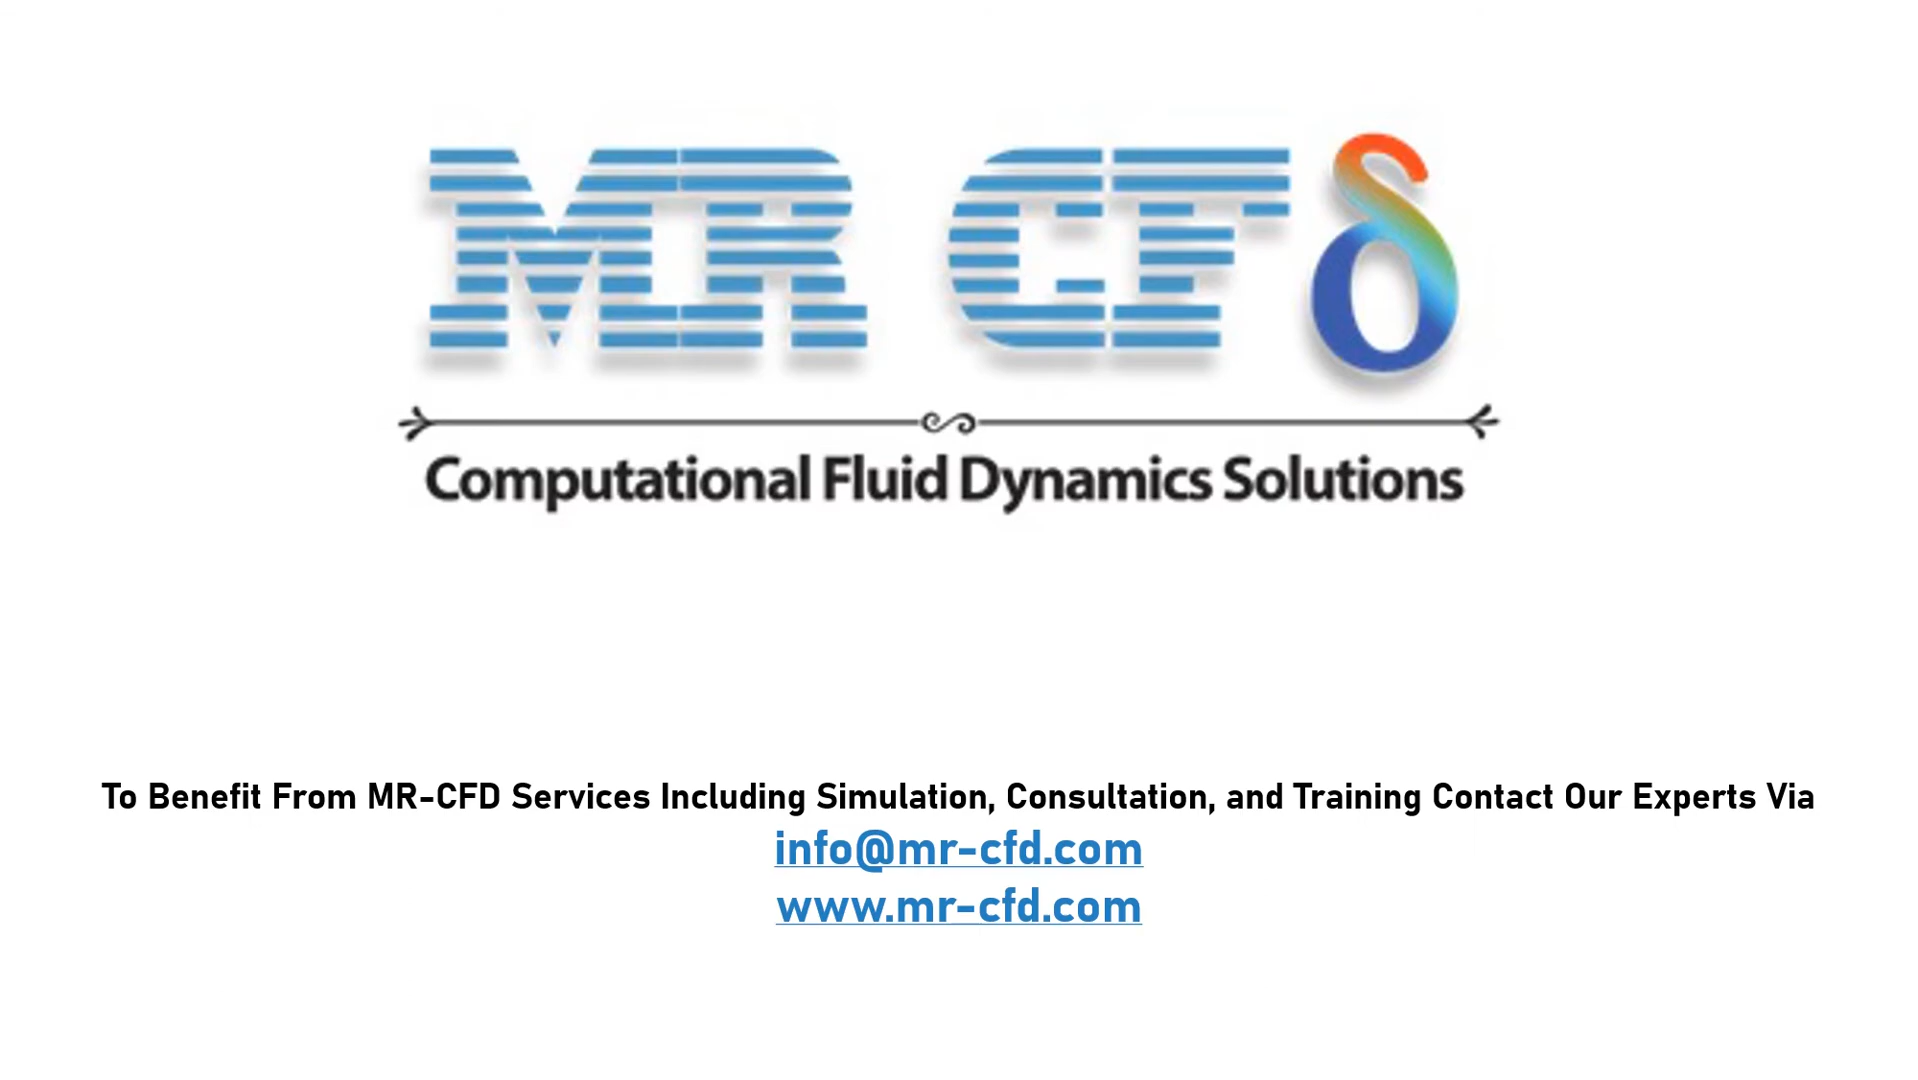 MR CFδ
Computational Fluid Dynamics Solutions
To Benefit From MR-CFD Services Including Simulation, Consultation, and Training Contact Our Experts Via
info@mr-cfd.com
www.mr-cfd.com